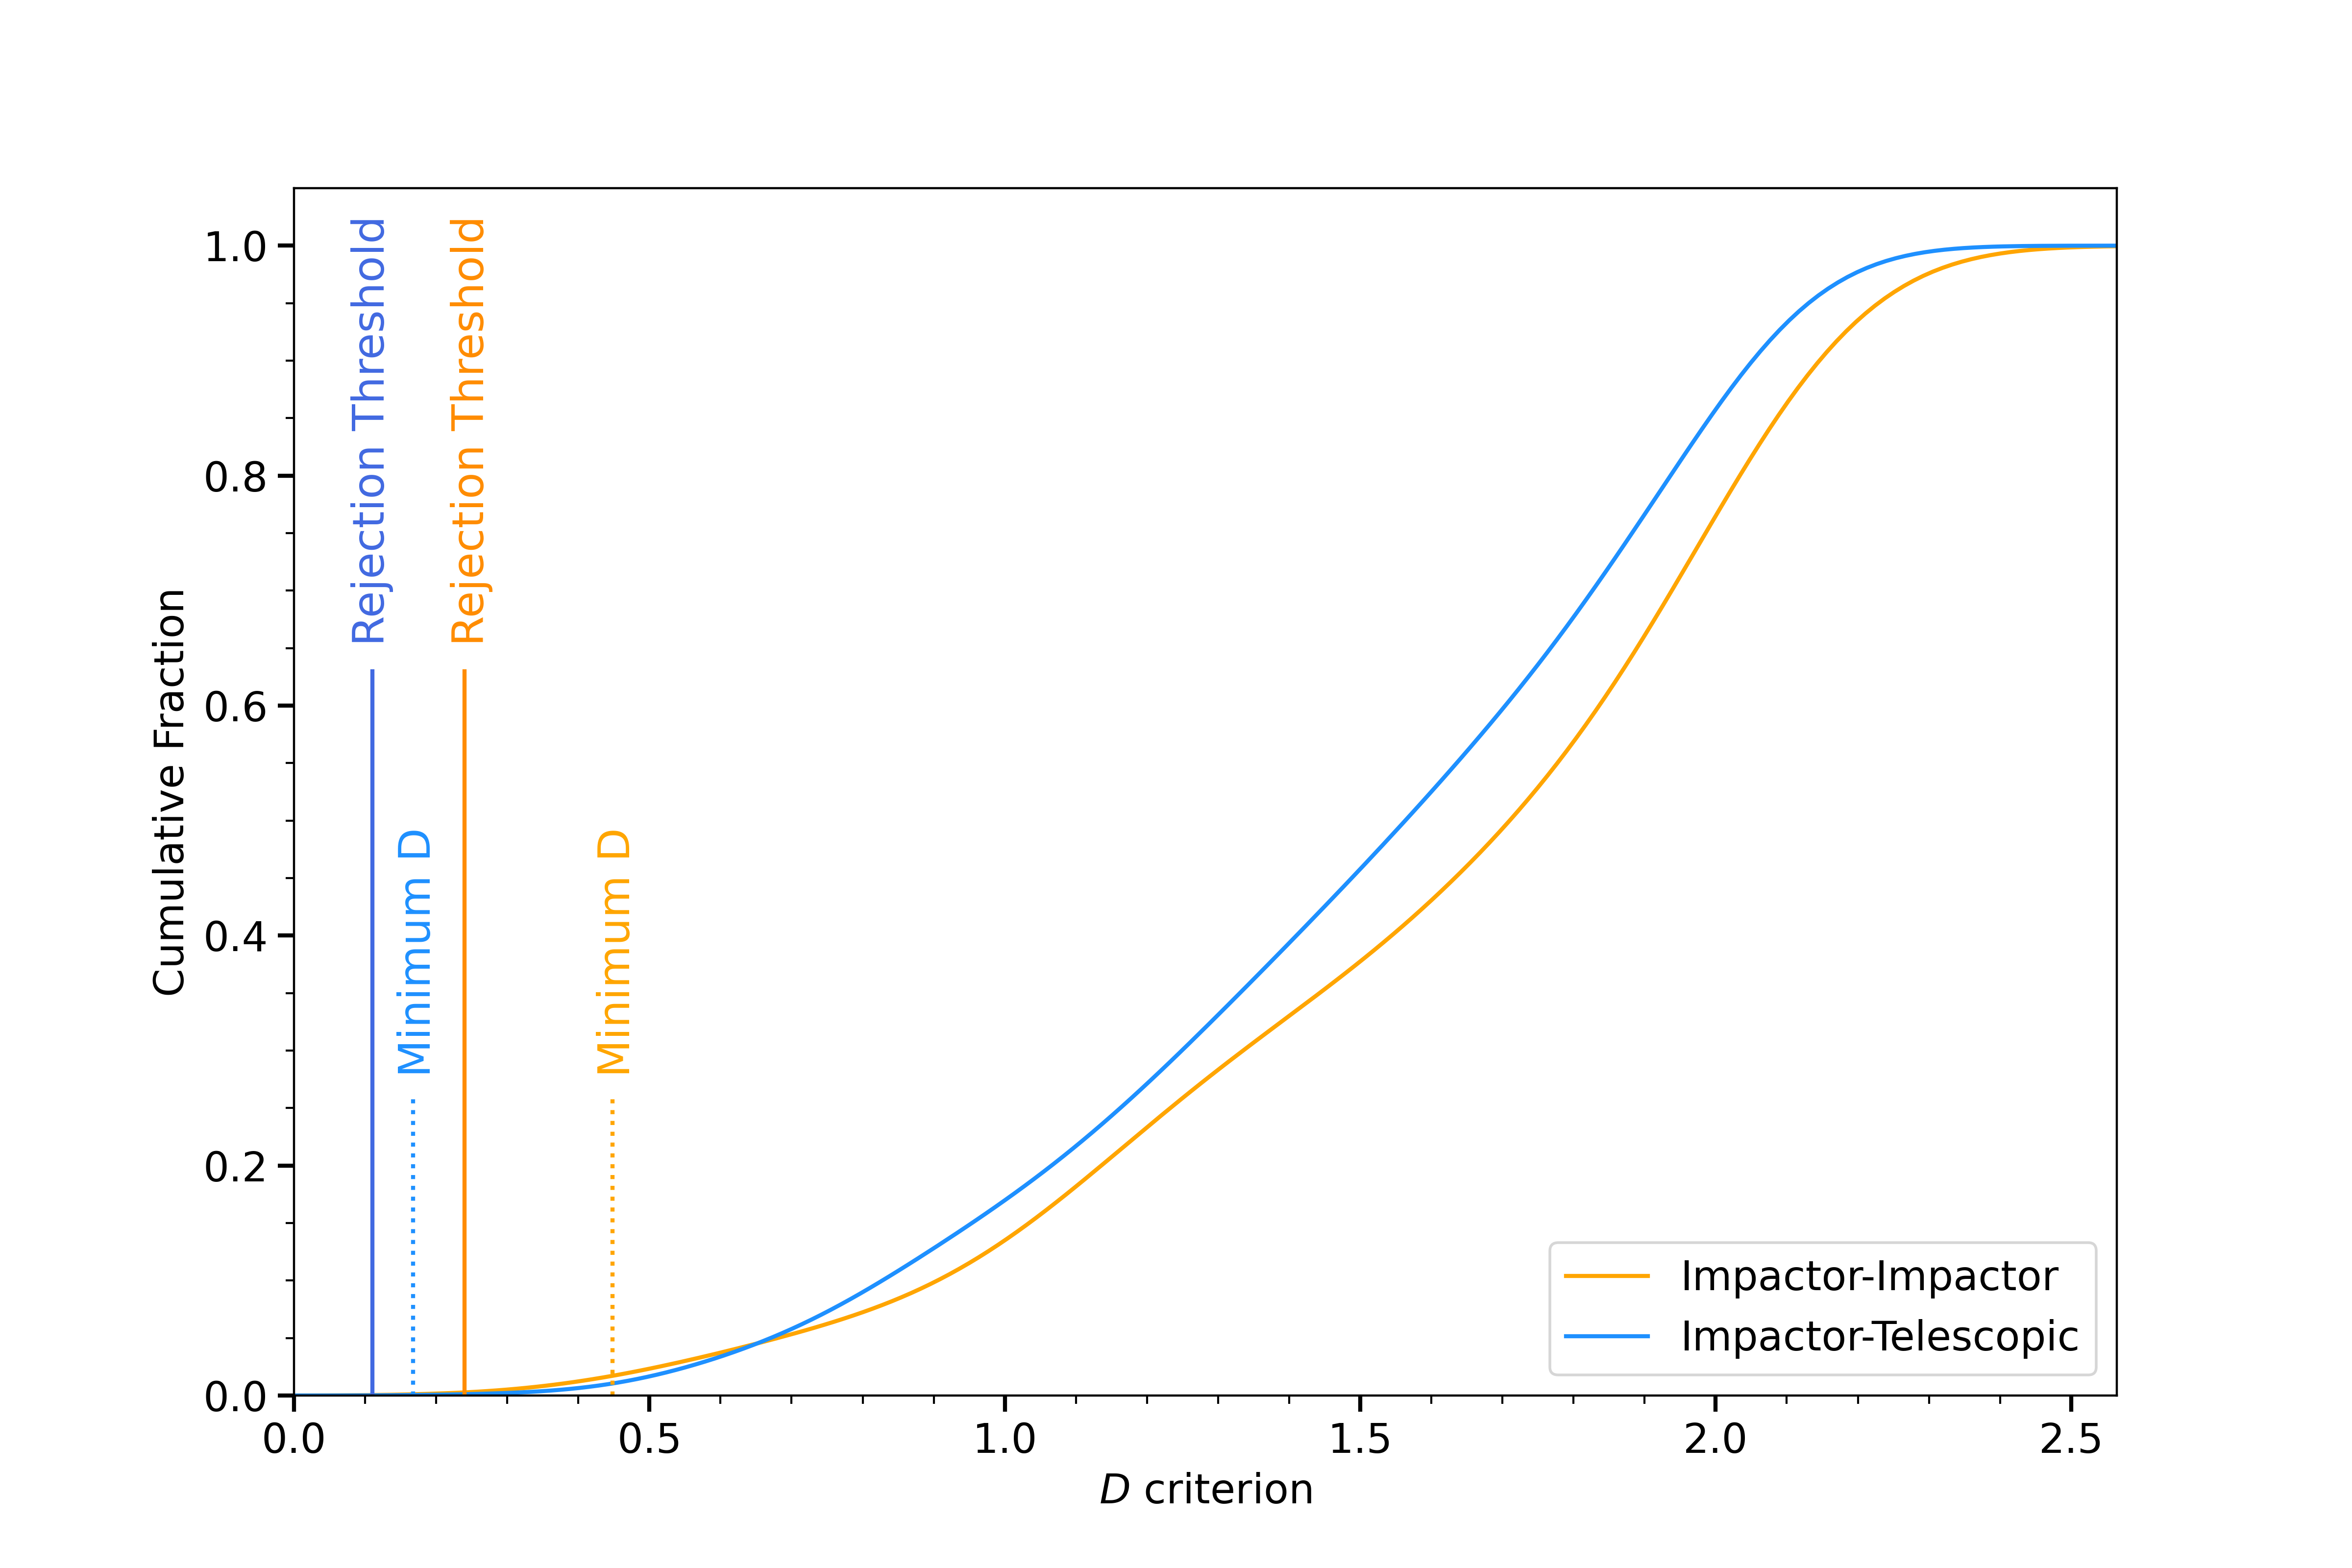 Rejection Threshold
Rejection Threshold
Minimum D
Minimum D
Cumulative Fraction
1.0
0.8
0.6
0.4
0.2
0.0
0.0 0.5 1.0 1.5 2.0 2.5
D criterion
Impactor-Impactor
Impactor-Telescopic